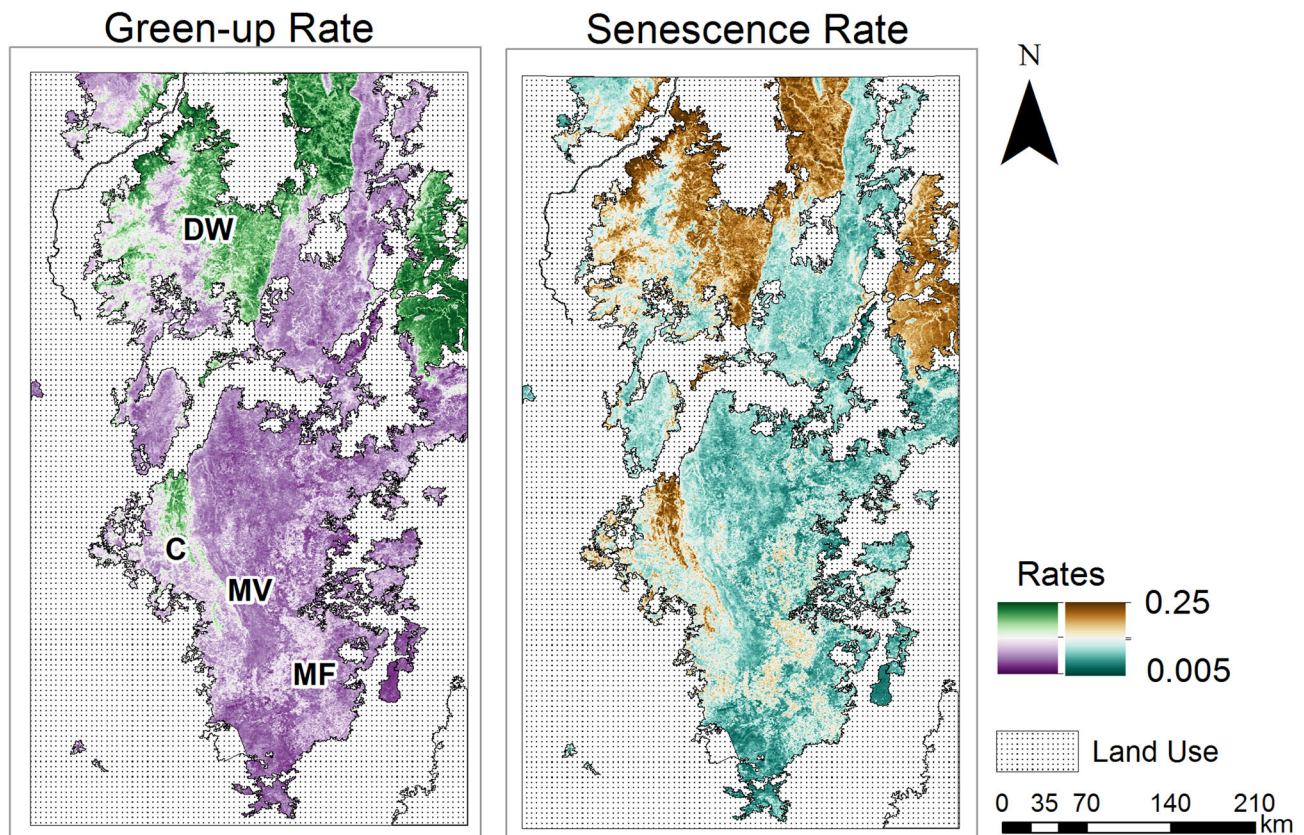 Green-up Rate
Senescence Rate
N
DW
C
MV
MF
Rates
0.25
0.005
Land Use
0 35 70 140 210
km